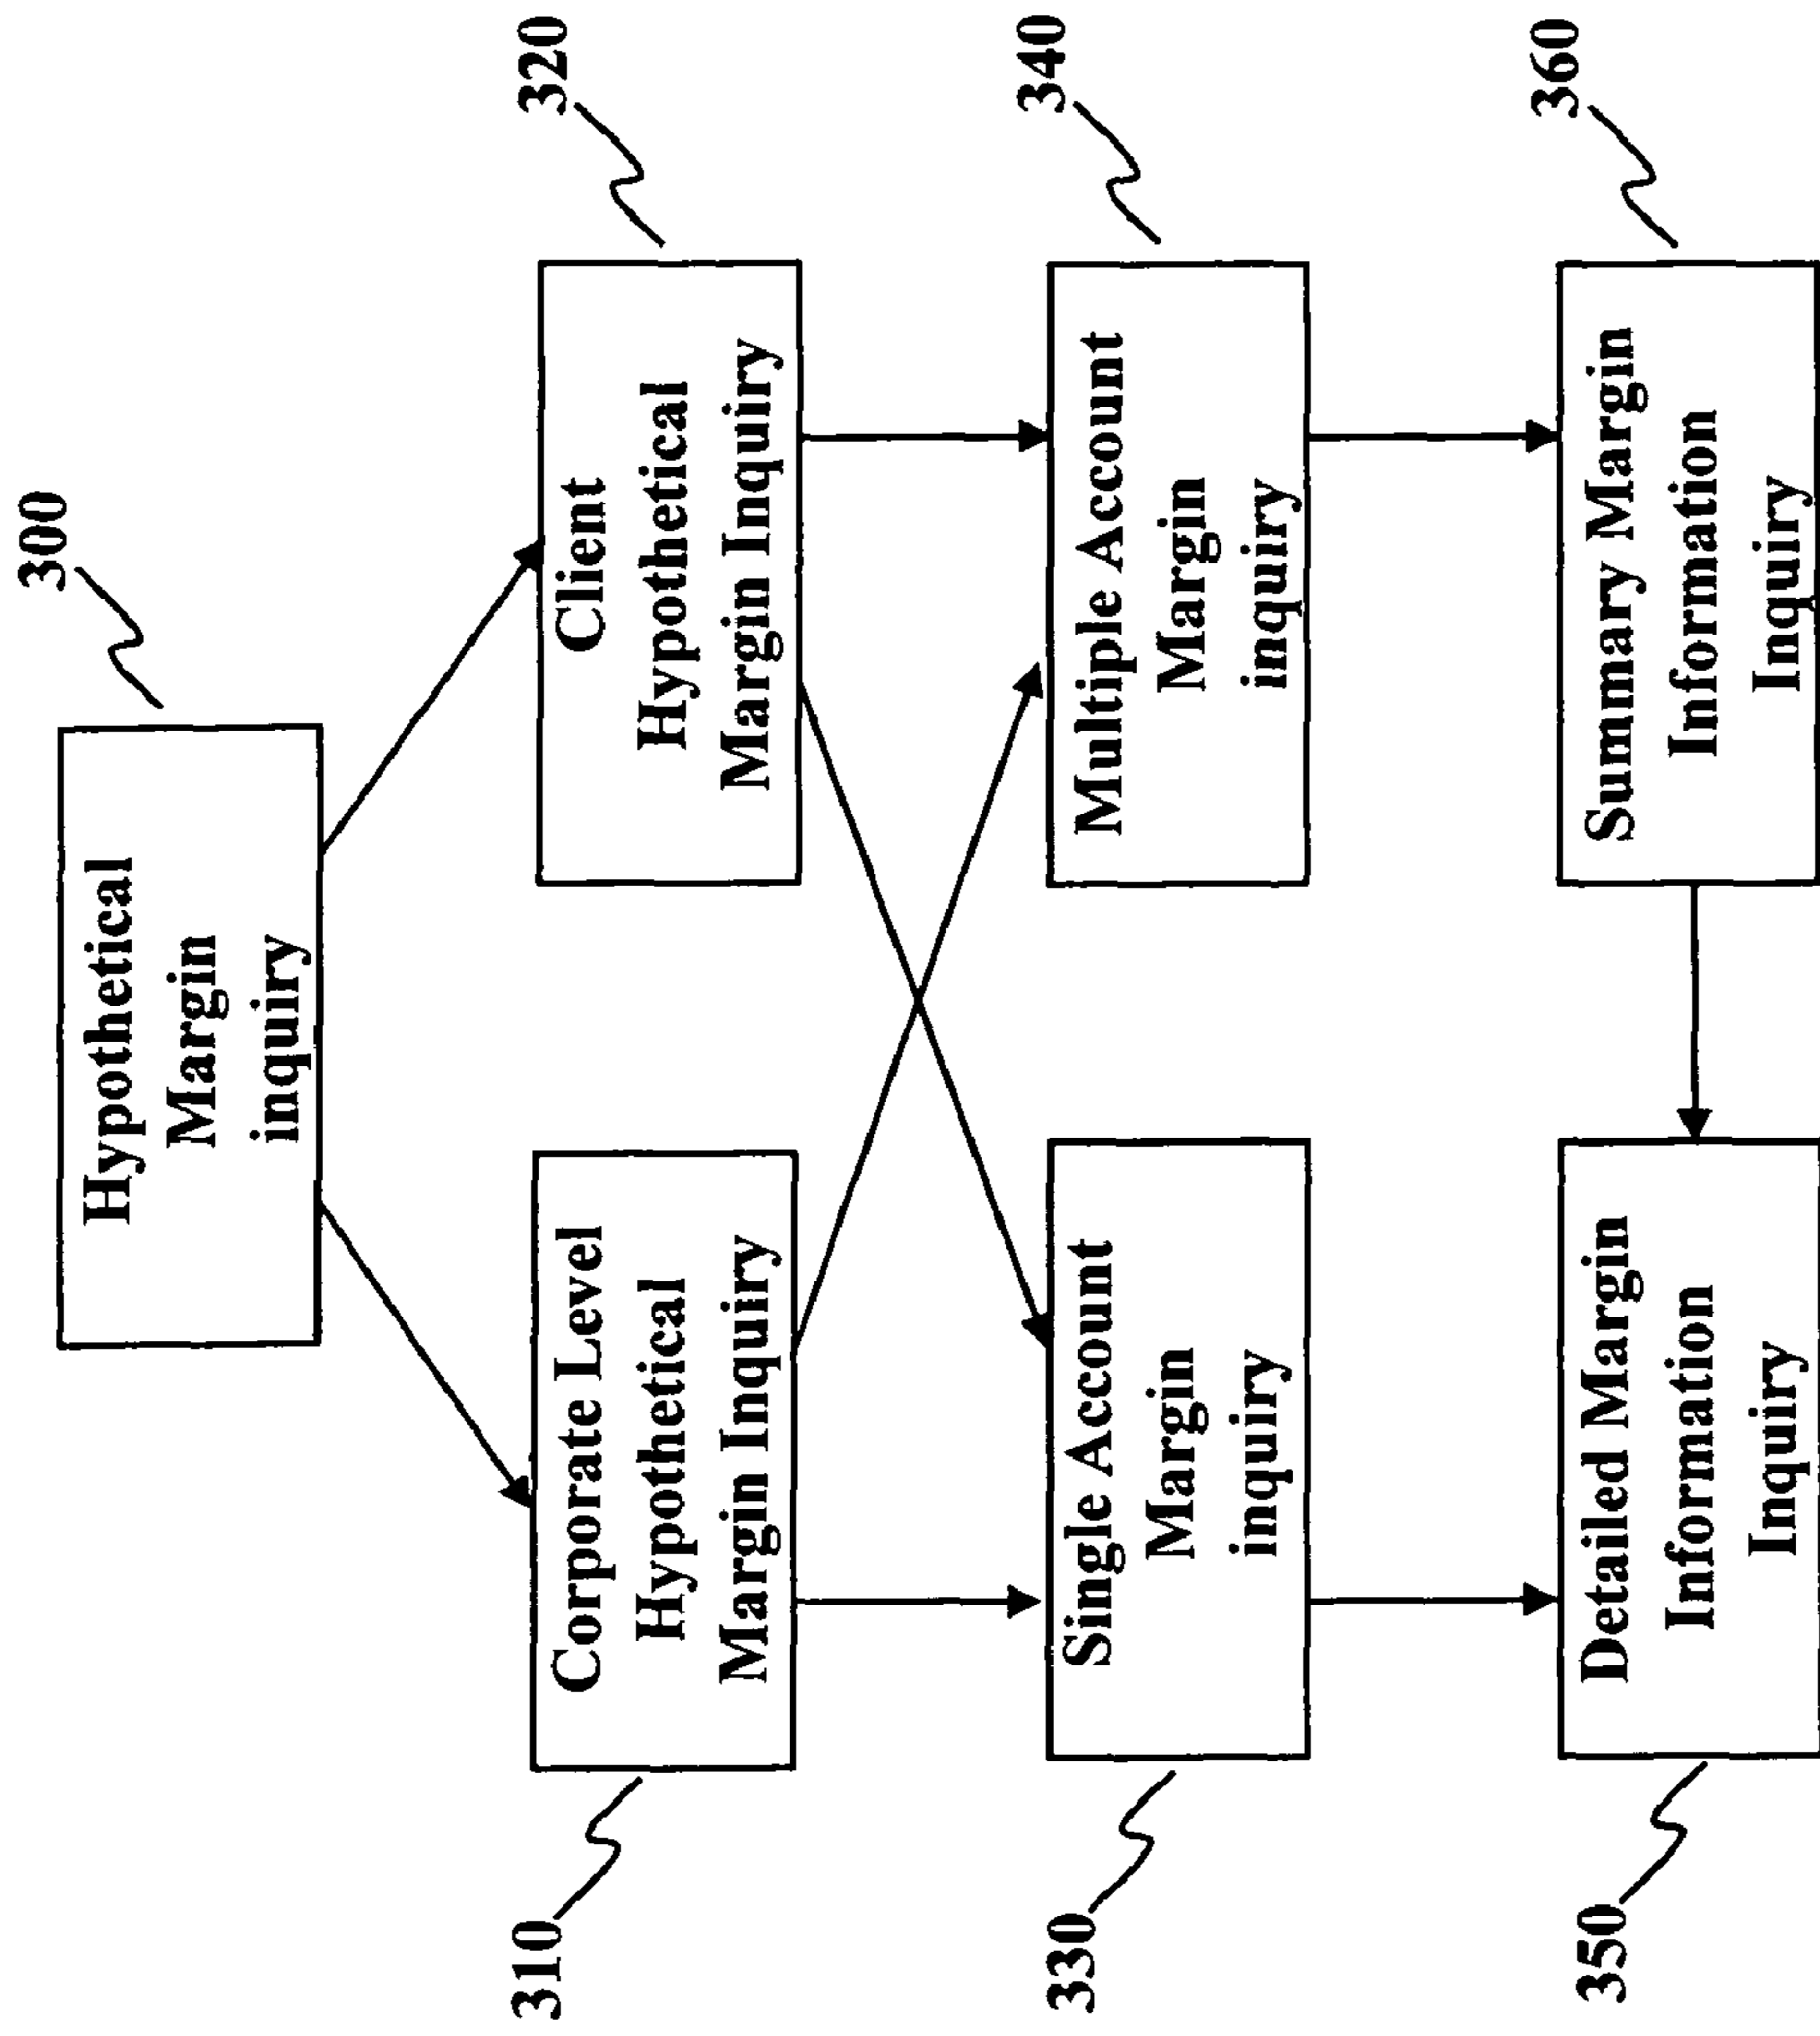 300
Hypothetical
Margin
inquiry
310
Corporate Level
Hypothetical
Margin Inquiry
320
Client
Hypothetical
Margin Inquiry
330
Single Account
Margin
inquiry
340
Multiple Account
Margin
inquiry
350
Detailed Margin
Information
Inquiry
360
Summary Margin
Information
Inquiry